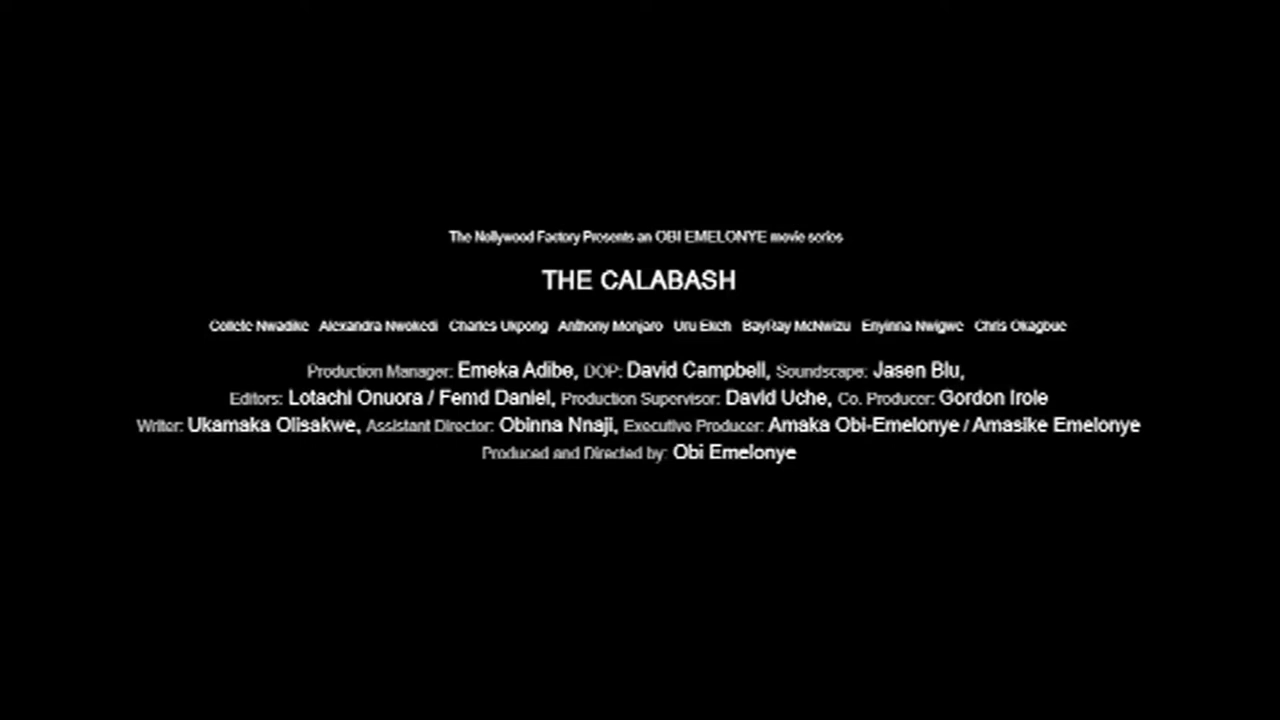 The Nollywood Factory Presents an OBI EMELONYE movie series
THE CALABASH
Collete Nwadike Alexandra Nwokedi Charles Ukpong Anthony Monjaro Uru Ekeh BayRay McNwizu Enyinna Nwigwe Chris Okagbue
Production Manager: Emeka Adibe, DOP: David Campbell, Soundscape: Jasen Blu,
Editors: Lotachi Onuora / Femd Daniel, Production Supervisor: David Uche, Co. Producer: Gordon Irole
Writer: Ukamaka Olisakwe, Assistant Director: Obinna Nnaji, Executive Producer: Amaka Obi-Emelonye / Amasike Emelonye
Produced and Directed by: Obi Emelonye